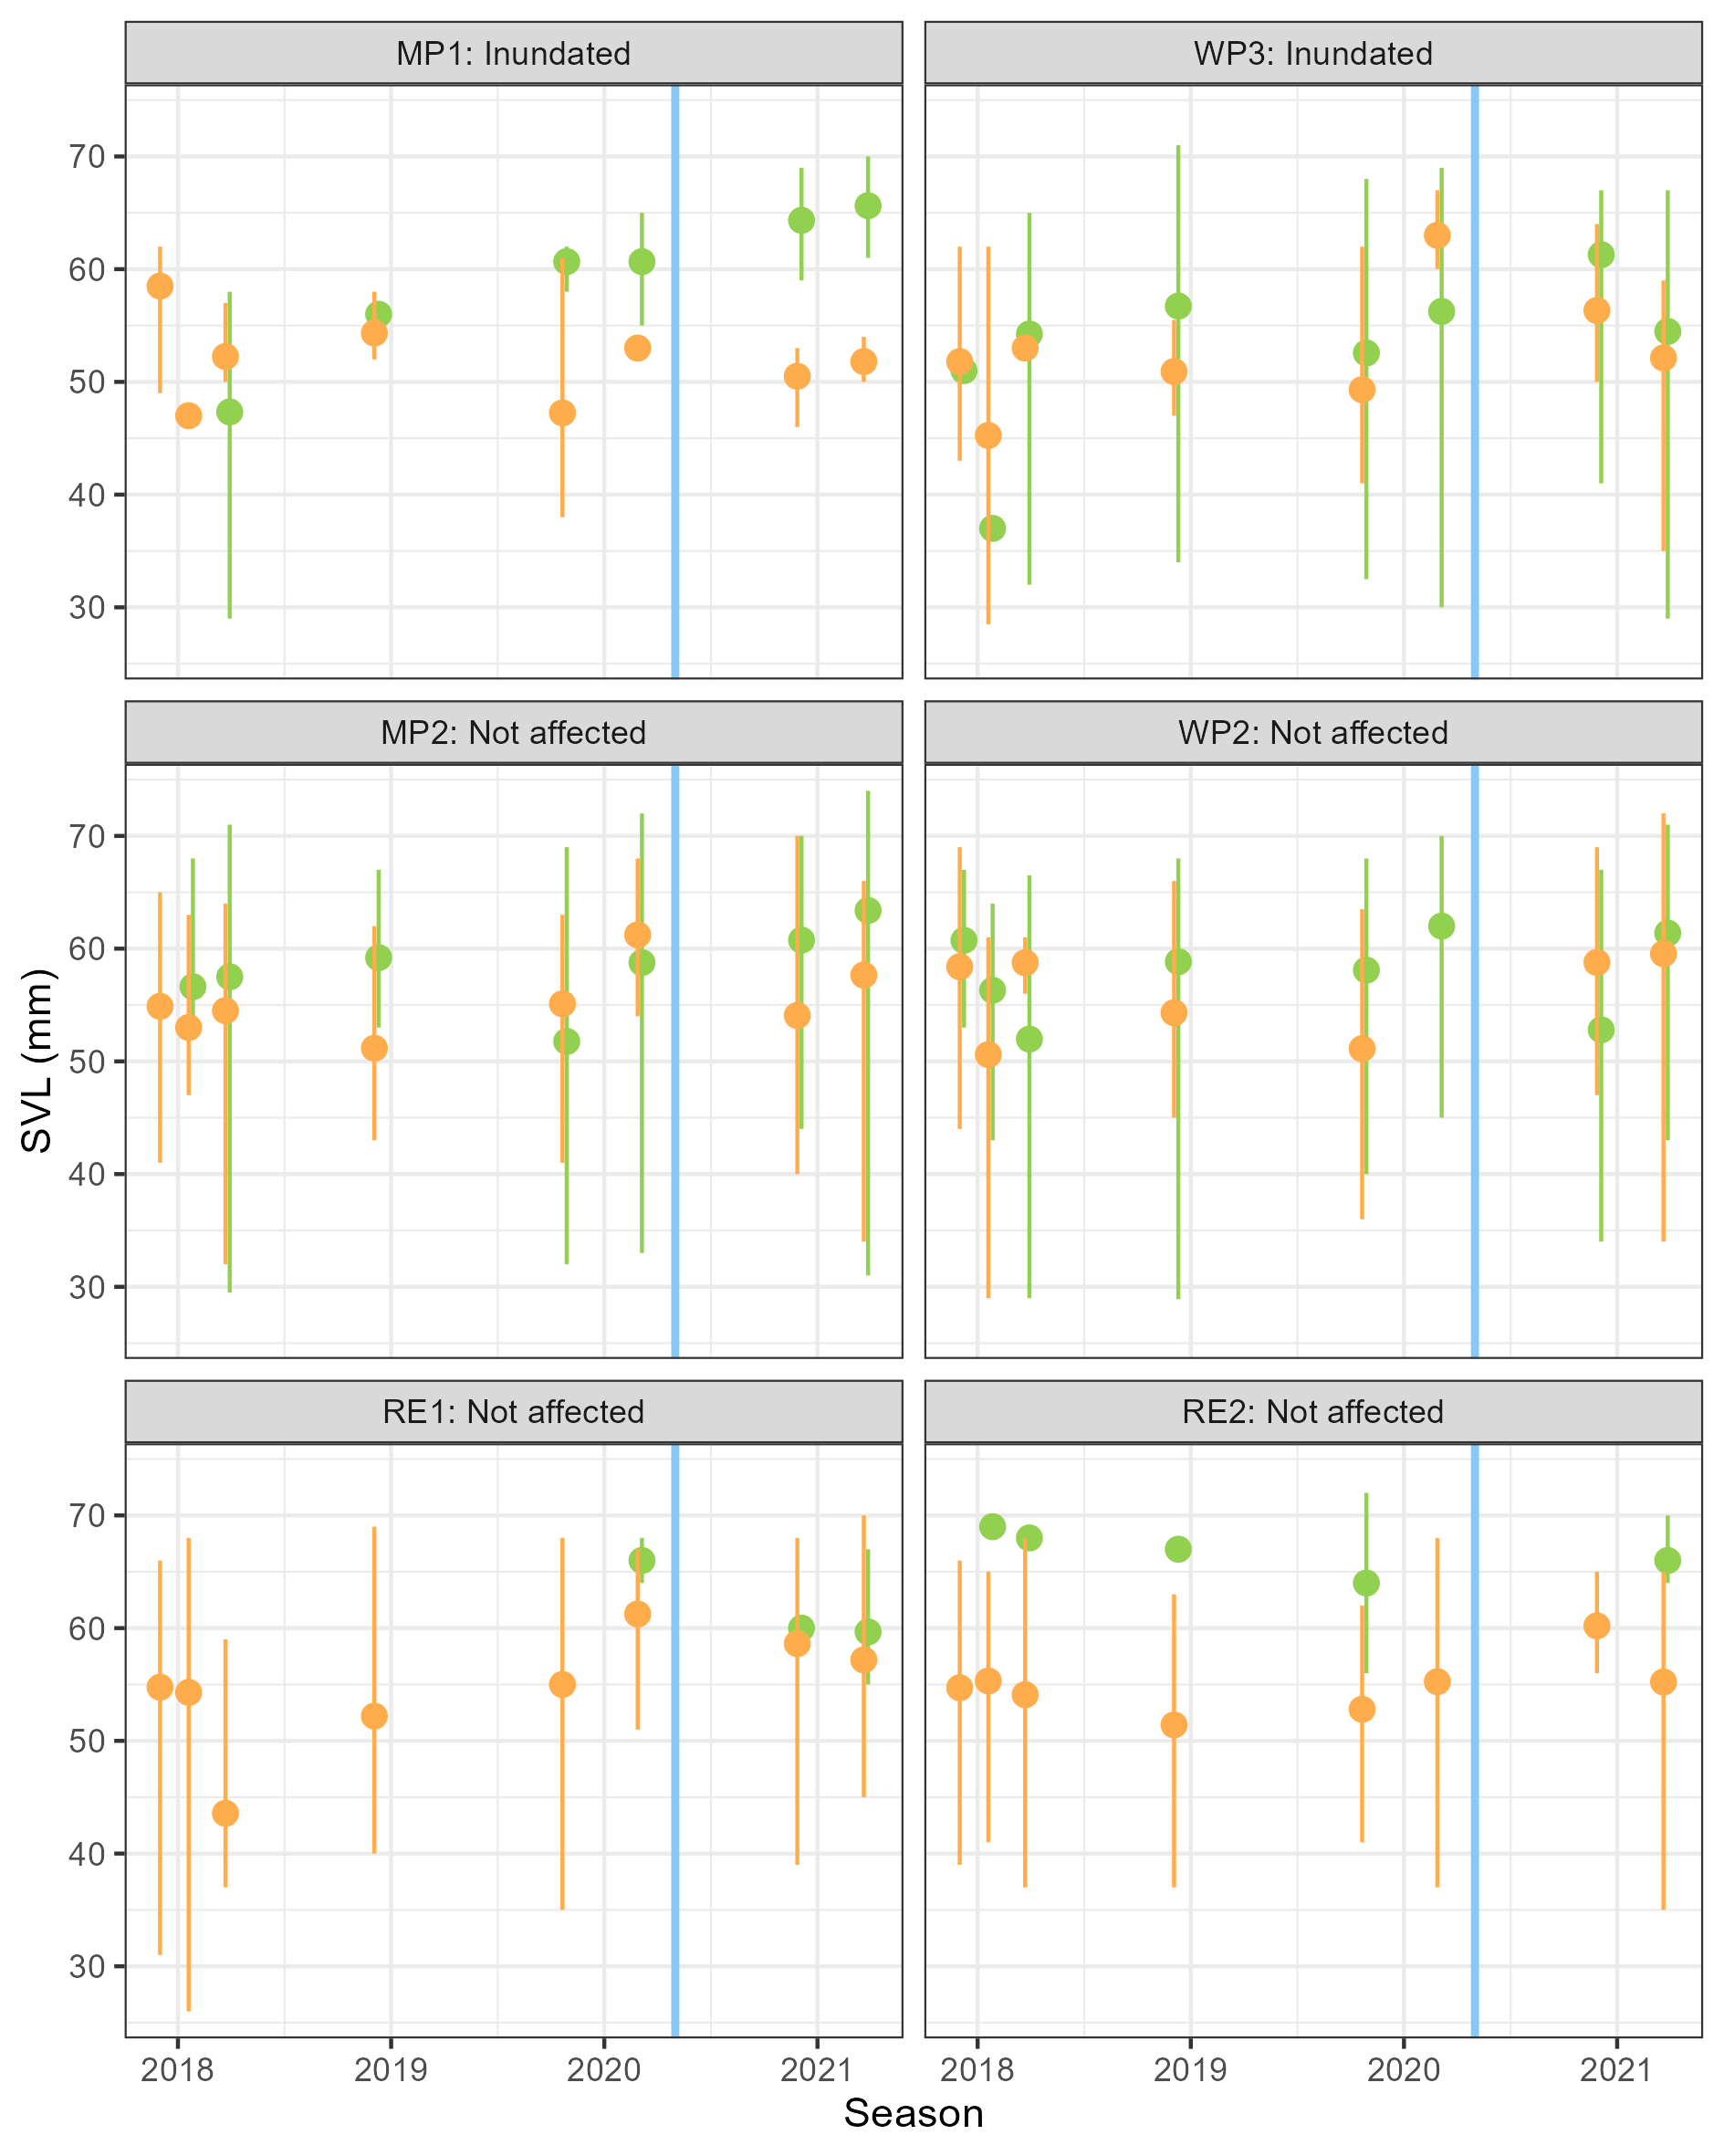 MP1: Inundated
WP3: Inundated
70
60
50
40
30
MP2: Not affected
WP2: Not affected
70
60
50
40
30
SVL (mm)
RE1: Not affected
RE2: Not affected
70
60
50
40
30
2018 2019 2020 2021
2018 2019 2020 2021
Season